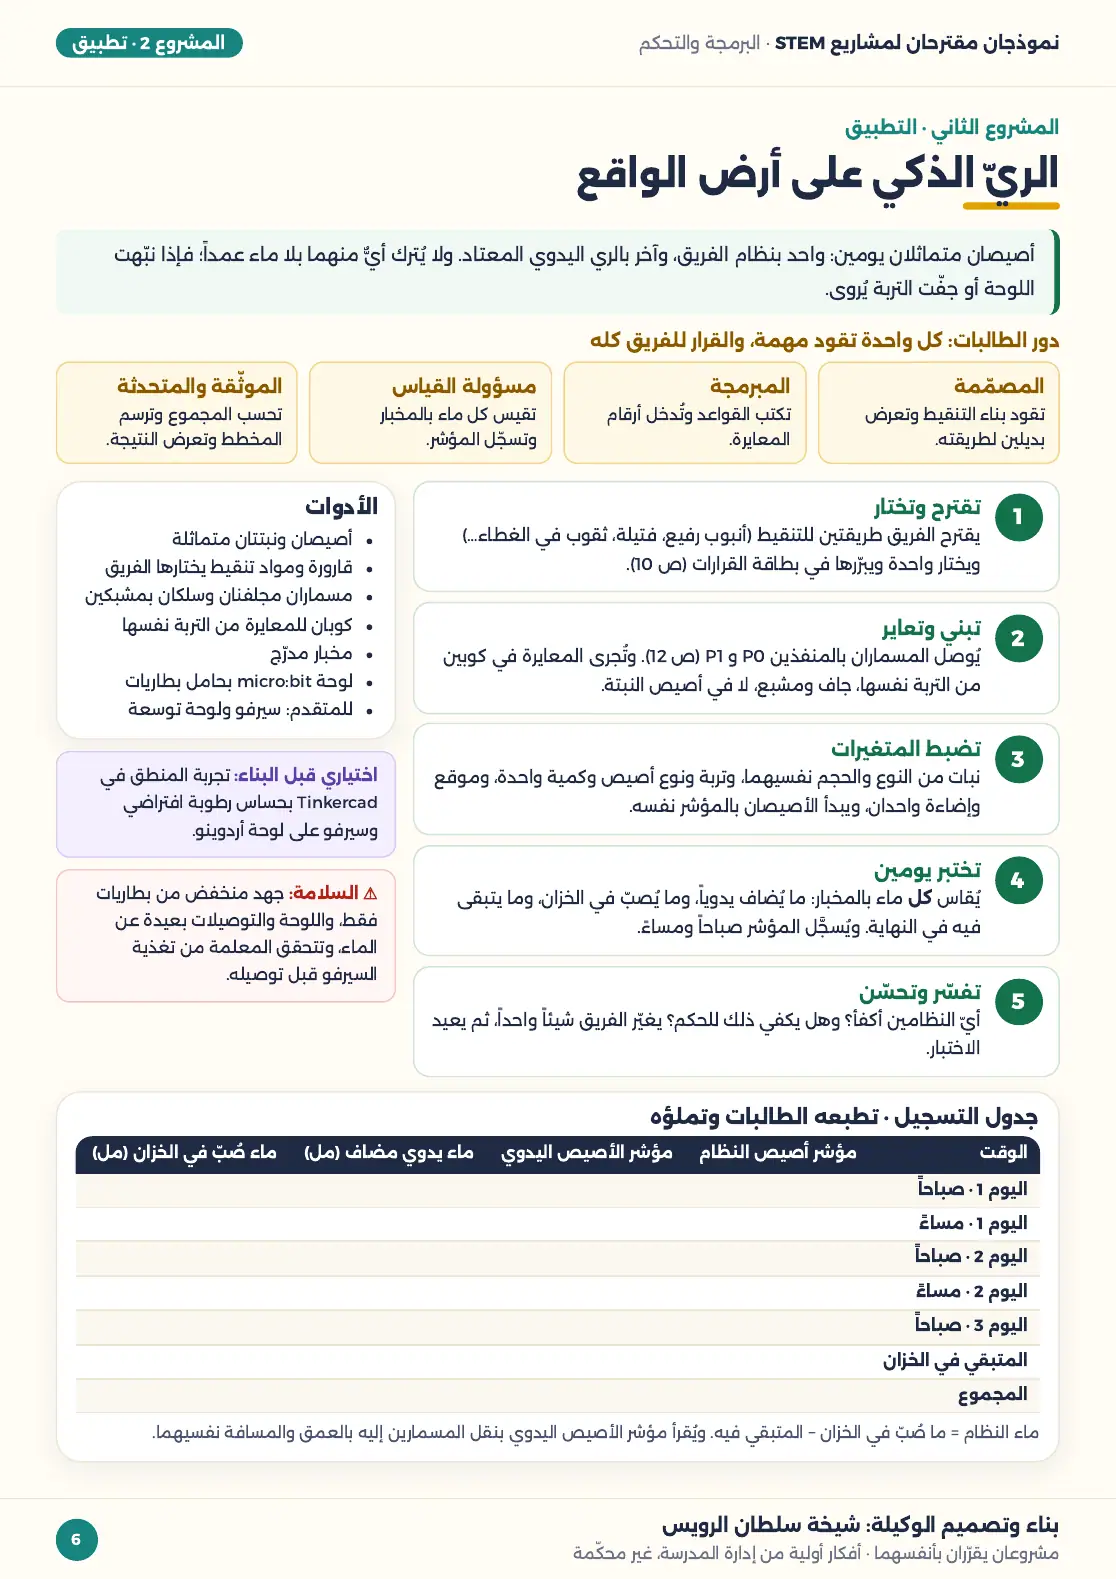 نموذجان مقترحان لمشاريع STEM · البرمجة والتحكم
المشروع 2 · تطبيق
المشروع الثاني · التطبيق
الريّ الذكي على أرض الواقع
أصيصان متماثلان يومين: واحد بنظام الفريق، وآخر بالري اليدوي المعتاد. ولا يُترك أيٌّ منهما بلا ماء عمداً؛ فإذا نبّهت
اللوحة أو جفّت التربة يُروى.
دور الطالبات: كل واحدة تقود مهمة، والقرار للفريق كله
المصمّمة
تقود بناء التنقيط وتعرض
بديلين لطريقته.
المبرمجة
تكتب القواعد وتُدخل أرقام
المعايرة.
مسؤولة القياس
تقيس كل ماء بالمخبار
وتسجّل المؤشر.
الموثّقة والمتحدثة
تحسب المجموع وترسم
المخطط وتعرض النتيجة.
1
تقترح وتختار
يقترح الفريق طريقتين للتنقيط (أنبوب رفيع، فتيلة، ثقوب في الغطاء...)
ويختار واحدة ويبرّرها في بطاقة القرارات (ص 10).
2
تبني وتعاير
يُوصل المسماران بالمنفذين P0 و P1 (ص 12). وتُجرى المعايرة في كوبين
من التربة نفسها، جاف ومشبع، لا في أصيص النبتة.
3
تضبط المتغيرات
نبات من النوع والحجم نفسيهما، وتربة ونوع أصيص وكمية واحدة، وموقع
وإضاءة واحدان، ويبدأ الأصيصان بالمؤشر نفسه.
4
تختبر يومين
يُقاس كل ماء بالمخبار: ما يُضاف يدوياً، وما يُصبّ في الخزان، وما يتبقى
فيه في النهاية. ويُسجَّل المؤشر صباحاً ومساءً.
5
تفسّر وتحسّن
أيّ النظامين أكفأ؟ وهل يكفي ذلك للحكم؟ يغيّر الفريق شيئاً واحداً، ثم يعيد
الاختبار.
الأدوات
• أصيصان ونبتتان متماثلة
• قارورة ومواد تنقيط يختارها الفريق
• مسماران مجلفنان وسلكان بمشبكين
• كوبان للمعايرة من التربة نفسها
• مخبار مدرّج
• لوحة micro:bit بحامل بطاريات
• للمتقدم: سيرفو ولوحة توسعة
اختياري قبل البناء: تجربة المنطق في
Tinkercad بحساس رطوبة افتراضي
وسيرفو على لوحة أردوينو.
⚠ السلامة: جهد منخفض من بطاريات
فقط، واللوحة والتوصيلات بعيدة عن
الماء، وتتحقق المعلمة من تغذية
السيرفو قبل توصيله.
جدول التسجيل · تطبعه الطالبات وتملؤه
الوقت مؤشر أصيص النظام مؤشر الأصيص اليدوي ماء يدوي مضاف (مل) ماء صُبّ في الخزان (مل)
اليوم 1 · صباحاً
اليوم 1 · مساءً
اليوم 2 · صباحاً
اليوم 2 · مساءً
اليوم 3 · صباحاً
المتبقي في الخزان
المجموع
ماء النظام = ما صُبّ في الخزان − المتبقي فيه. ويُقرأ مؤشر الأصيص اليدوي بنقل المسمارين إليه بالعمق والمسافة نفسيهما.
بناء وتصميم الوكيلة: شيخة سلطان الرويس
مشروعان يقرّران بأنفسهما · أفكار أولية من إدارة المدرسة، غير محكّمة
6